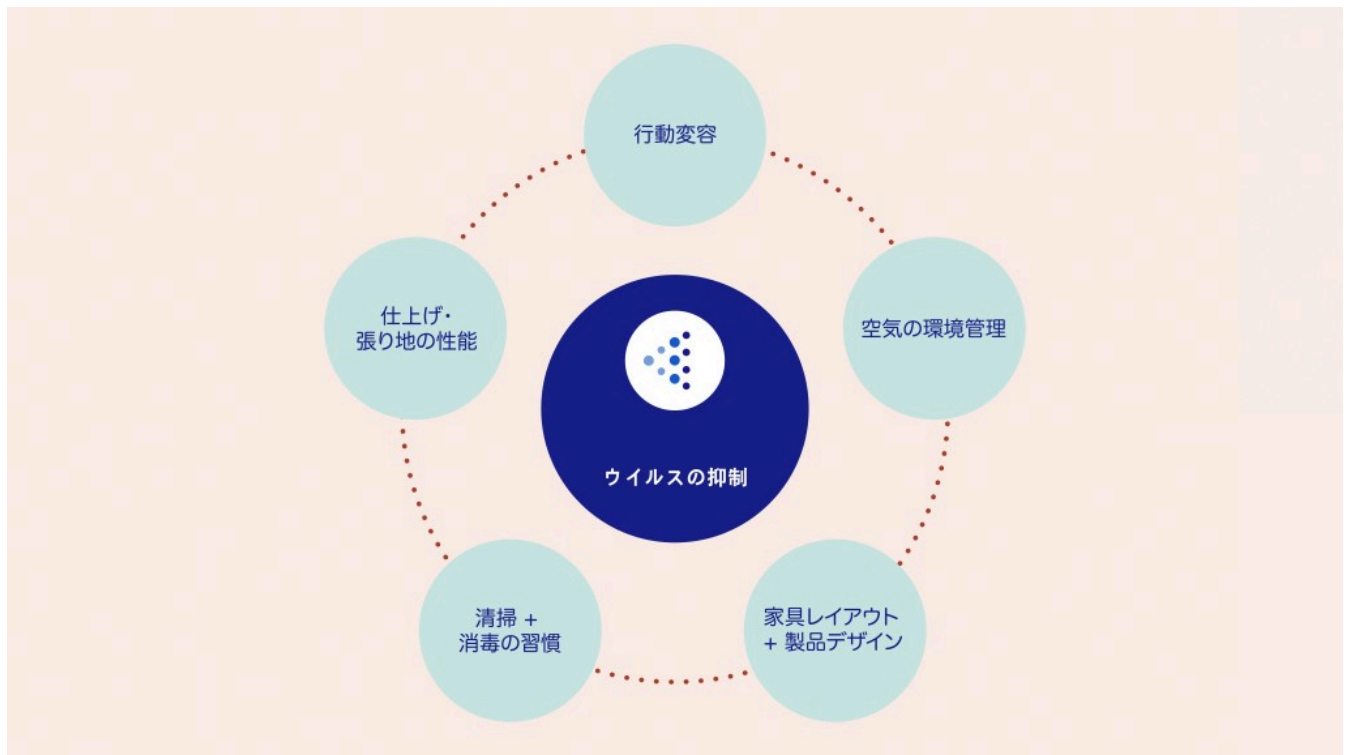 行動変容
空気の環境管理
家具レイアウト
+ 製品デザイン
清掃 +
消毒の習慣
仕上げ・
張り地の性能
ウイルスの抑制